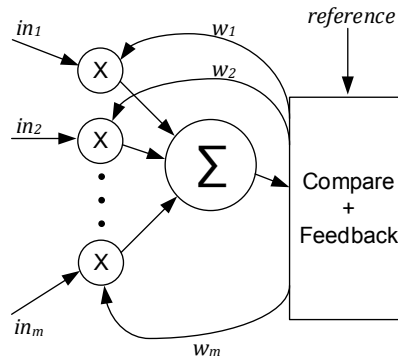 in₁
w₁
reference
X
w₂
in₂
X
Σ
Compare
+
Feedback
X
inₘ
wₘ